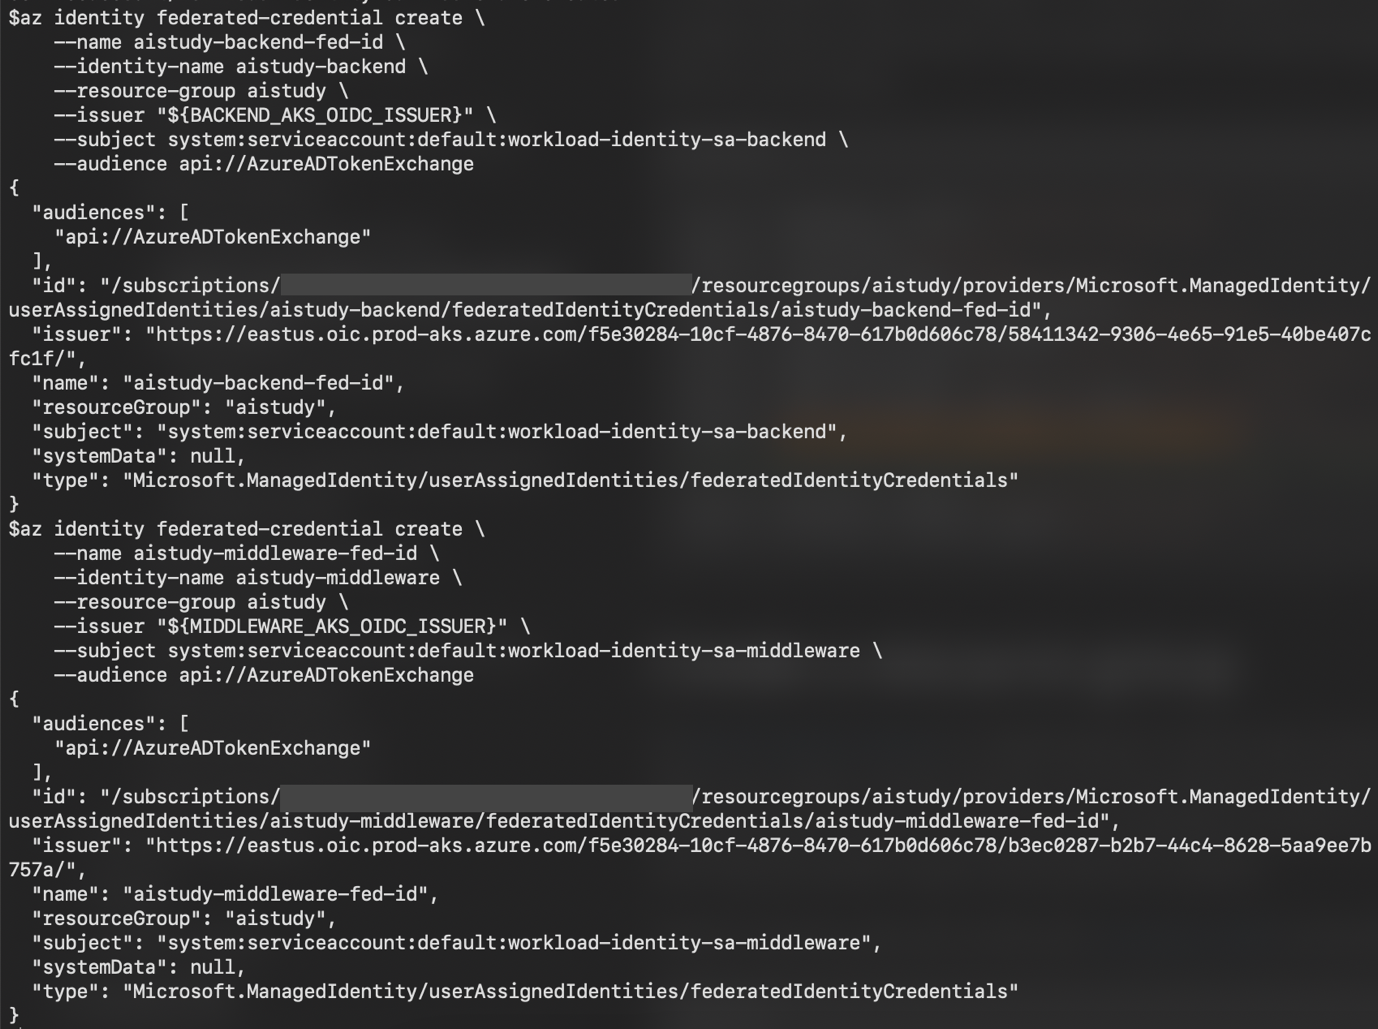 $az identity federated-credential create \
    --name aistudy-backend-fed-id \
    --identity-name aistudy-backend \
    --resource-group aistudy \
    --issuer "${BACKEND_AKS_OIDC_ISSUER}" \
    --subject system:serviceaccount:default:workload-identity-sa-backend \
    --audience api://AzureADTokenExchange
{
  "audiences": [
    "api://AzureADTokenExchange"
  ],
  "id": "/subscriptions/ /resourcegroups/aistudy/providers/Microsoft.ManagedIdentity/
userAssignedIdentities/aistudy-backend/federatedIdentityCredentials/aistudy-backend-fed-id",
  "issuer": "https://eastus.oic.prod-aks.azure.com/f5e30284-10cf-4876-8470-617b0d606c78/58411342-9306-4e65-91e5-40be407c
fc1f/",
  "name": "aistudy-backend-fed-id",
  "resourceGroup": "aistudy",
  "subject": "system:serviceaccount:default:workload-identity-sa-backend",
  "systemData": null,
  "type": "Microsoft.ManagedIdentity/userAssignedIdentities/federatedIdentityCredentials"
}
$az identity federated-credential create \
    --name aistudy-middleware-fed-id \
    --identity-name aistudy-middleware \
    --resource-group aistudy \
    --issuer "${MIDDLEWARE_AKS_OIDC_ISSUER}" \
    --subject system:serviceaccount:default:workload-identity-sa-middleware \
    --audience api://AzureADTokenExchange
{
  "audiences": [
    "api://AzureADTokenExchange"
  ],
  "id": "/subscriptions/ /resourcegroups/aistudy/providers/Microsoft.ManagedIdentity/
userAssignedIdentities/aistudy-middleware/federatedIdentityCredentials/aistudy-middleware-fed-id",
  "issuer": "https://eastus.oic.prod-aks.azure.com/f5e30284-10cf-4876-8470-617b0d606c78/b3ec0287-b2b7-44c4-8628-5aa9ee7b
757a/",
  "name": "aistudy-middleware-fed-id",
  "resourceGroup": "aistudy",
  "subject": "system:serviceaccount:default:workload-identity-sa-middleware",
  "systemData": null,
  "type": "Microsoft.ManagedIdentity/userAssignedIdentities/federatedIdentityCredentials"
}